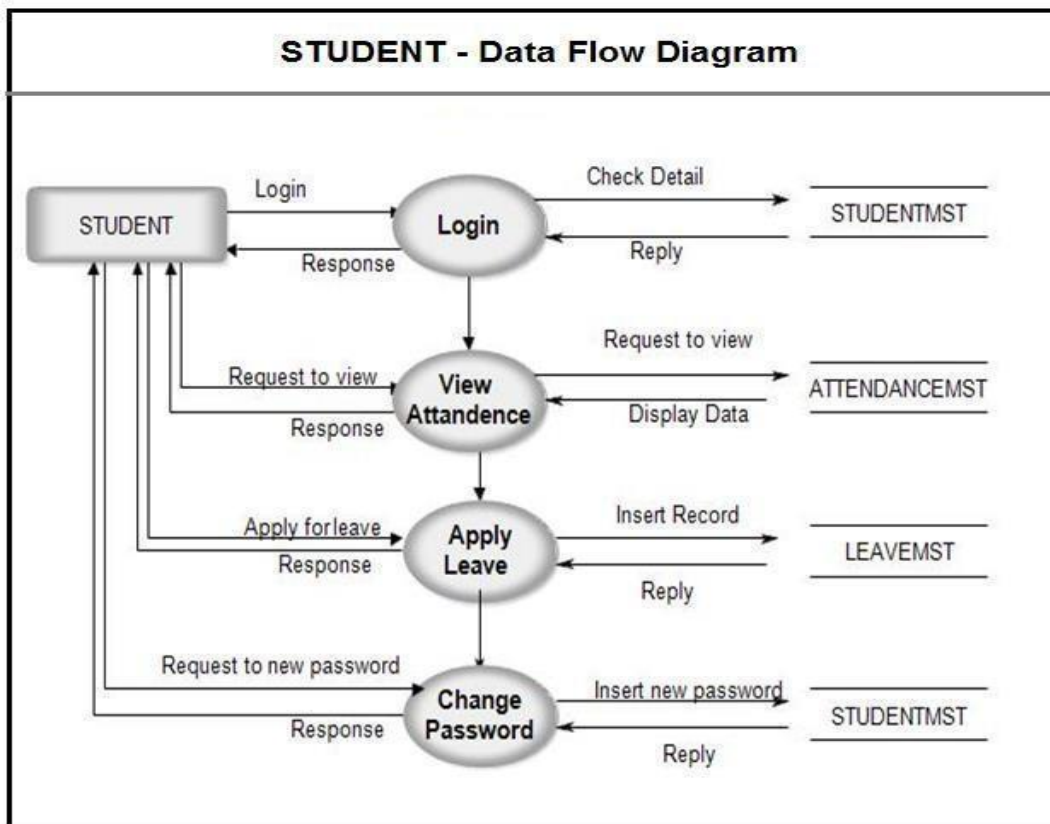 STUDENT - Data Flow Diagram
Login
Check Detail
STUDENT
Login
STUDENTMST
Response
Reply
Request to view
Request to view
View
Attandence
ATTENDANCEMST
Response
Display Data
Apply for leave
Insert Record
Apply
Leave
LEAVEMST
Response
Reply
Request to new password
Insert new password
Change
Password
STUDENTMST
Response
Reply